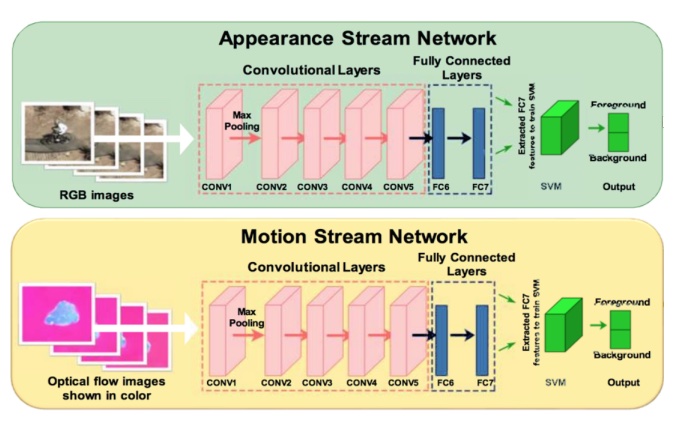 Appearance Stream Network
Convolutional Layers
Fully Connected
Layers
Max
Pooling
CONV1
CONV2
CONV3
CONV4
CONV5
FC6
FC7
Extracted FC7
features to train SVM
SVM
Foreground
Background
Output
RGB images
Motion Stream Network
Convolutional Layers
Fully Connected
Layers
Max
Pooling
CONV1
CONV2
CONV3
CONV4
CONV5
FC6
FC7
Extracted FC7
features to train SVM
SVM
Foreground
Background
Output
Optical flow images
shown in color